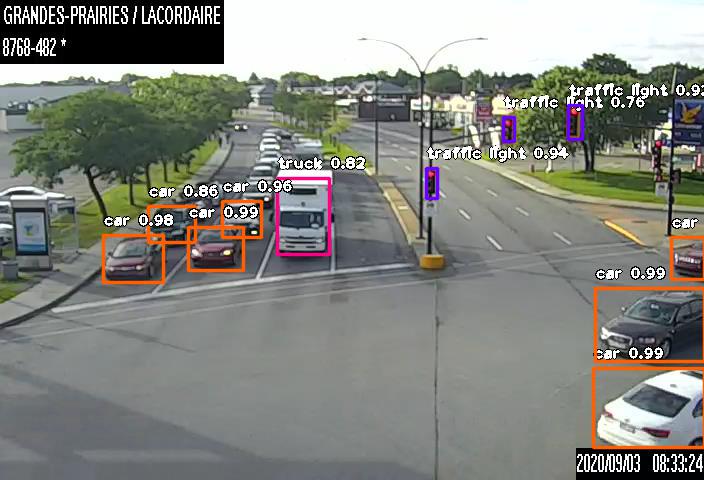 GRANDES-PRAIRIES / LACORDAIRE
8768-482 *
traffic light 0.92
traffic light 0.76
traffic light 0.94
truck 0.82
car 0.86
car 0.96
car 0.98
car 0.99
car
car 0.99
car 0.99
2020/09/03 08:33:24